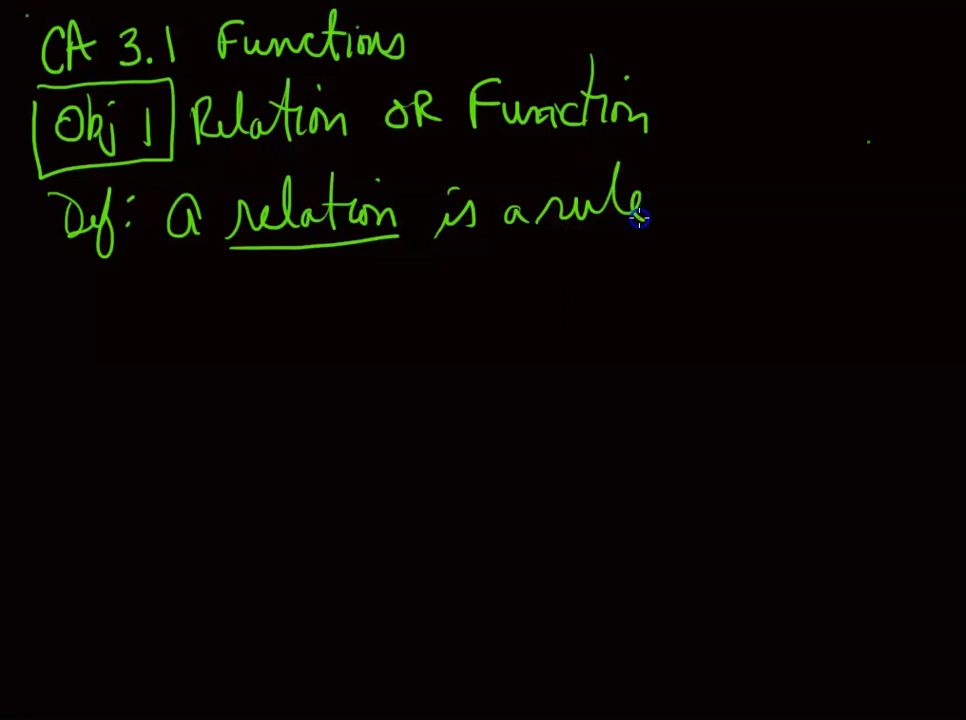 CA 3.1 Functions
Obj 1 Relation OR Function
Def: a relation is a rule